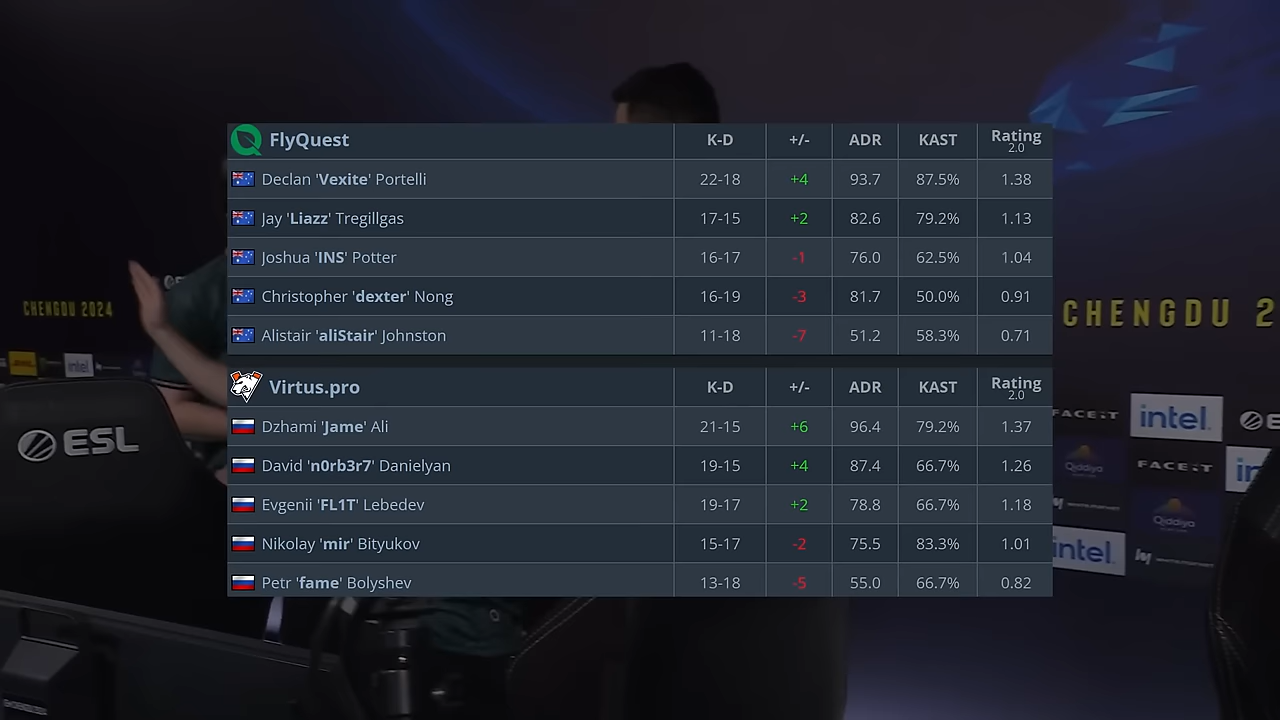 FlyQuest K-D +/- ADR KAST Rating 2.0
Declan 'Vexite' Portelli 22-18 +4 93.7 87.5% 1.38
Jay 'Liazz' Tregillgas 17-15 +2 82.6 79.2% 1.13
Joshua 'INS' Potter 16-17 -1 76.0 62.5% 1.04
Christopher 'dexter' Nong 16-19 -3 81.7 50.0% 0.91
Alistair 'aliStair' Johnston 11-18 -7 51.2 58.3% 0.71
Virtus.pro K-D +/- ADR KAST Rating 2.0
Dzhami 'Jame' Ali 21-15 +6 96.4 79.2% 1.37
David 'n0rb3r7' Danielyan 19-15 +4 87.4 66.7% 1.26
Evgenii 'FL1T' Lebedev 19-17 +2 78.8 66.7% 1.18
Nikolay 'mir' Bityukov 15-17 -2 75.5 83.3% 1.01
Petr 'fame' Bolyshev 13-18 -5 55.0 66.7% 0.82
CHENGDU 2024
CHENGDU 2
intel
ESL
FACEIT
intel
Qiddiya
FACEIT
Qiddiya
intel